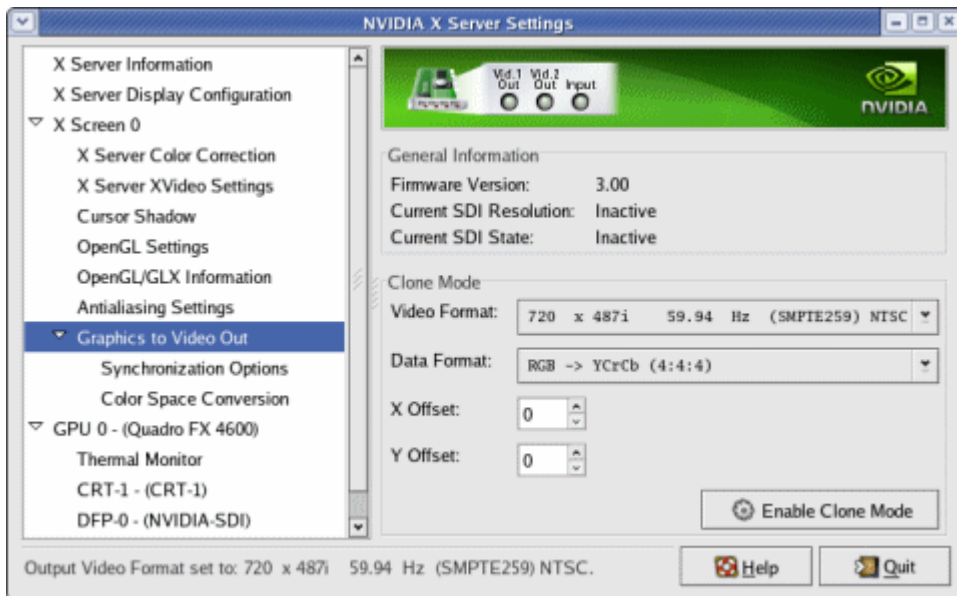 NVIDIA X Server Settings
X Server Information
X Server Display Configuration
X Screen 0
X Server Color Correction
X Server XVideo Settings
Cursor Shadow
OpenGL Settings
OpenGL/GLX Information
Antialiasing Settings
Graphics to Video Out
Synchronization Options
Color Space Conversion
GPU 0 - (Quadro FX 4600)
Thermal Monitor
CRT-1 - (CRT-1)
DFP-0 - (NVIDIA-SDI)
Vid.1 Out Vid.2 Out Input
NVIDIA
General Information
Firmware Version: 3.00
Current SDI Resolution: Inactive
Current SDI State: Inactive
Clone Mode
Video Format: 720 x 487i 59.94 Hz (SMPTE259) NTSC
Data Format: RGB -> YCrCb (4:4:4)
X Offset: 0
Y Offset: 0
Enable Clone Mode
Output Video Format set to: 720 x 487i 59.94 Hz (SMPTE259) NTSC.
Help
Quit